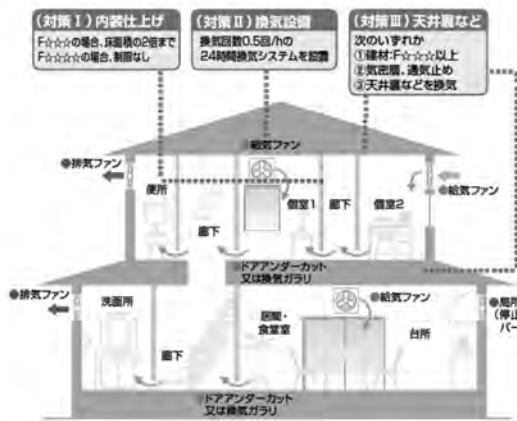 (対策Ⅰ)内装仕上げ
F☆☆☆の場合、床面積の2倍まで
F☆☆☆☆の場合、制限なし
(対策Ⅱ)換気設備
換気回数0.5回/hの
24時間換気システムを設置
(対策Ⅲ)天井裏など
次のいずれか
①建材:F☆☆☆以上
②気密層、通気止め
③天井裏などを換気
●給気ファン
●排気ファン
便所
個室1
廊下
個室2
●給気ファン
廊下
●ドアアンダーカット
又は換気ガラリ
●排気ファン
洗面所
●給気ファン
居間・
食堂室
台所
廊下
●局所
(停止
バー
●ドアアンダーカット
又は換気ガラリ